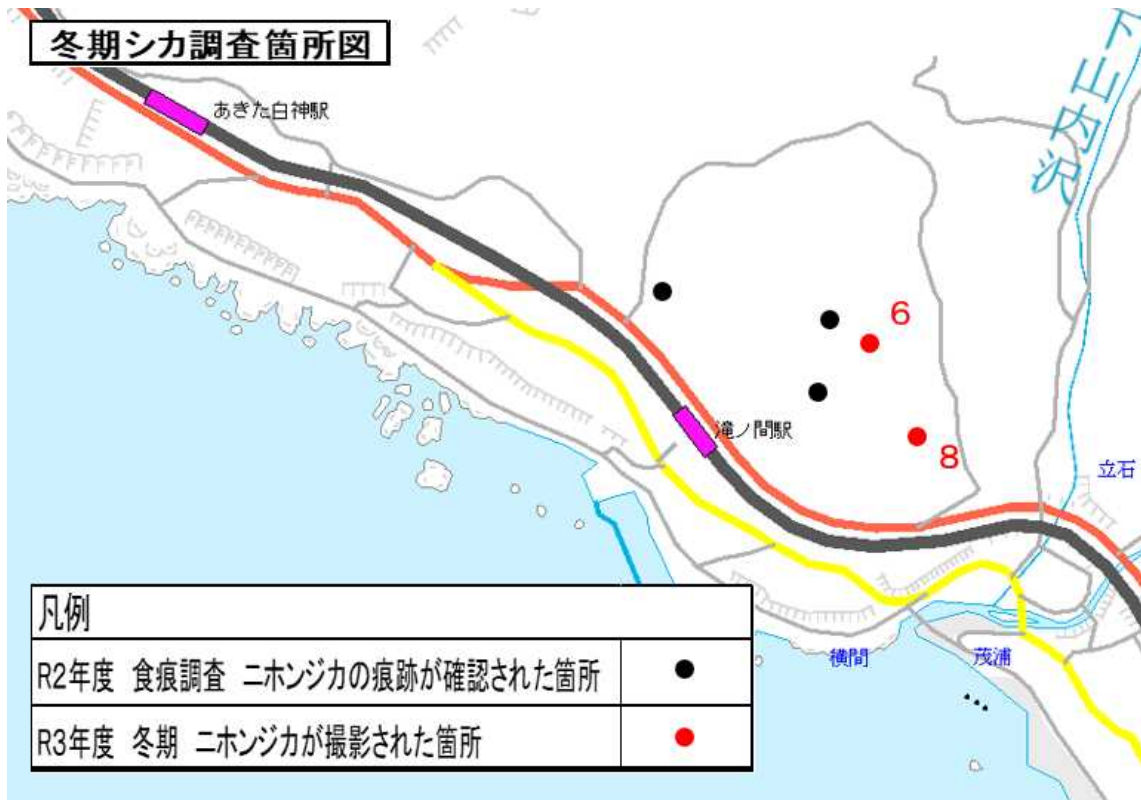 冬期シカ調査箇所図
あきた白神駅
下山内沢
6
滝ノ間駅
8
立石
横間
茂浦
凡例
R2年度 食痕調査 ニホンジカの痕跡が確認された箇所
R3年度 冬期 ニホンジカが撮影された箇所